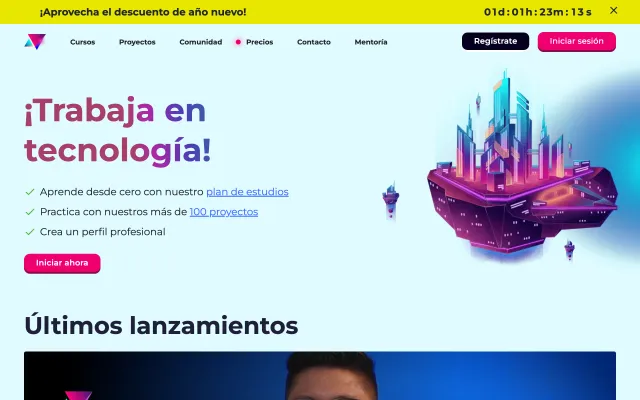 ¡Aprovecha el descuento de año nuevo!
01d:01h:23m:13s
Cursos
Proyectos
Comunidad
Precios
Contacto
Mentoría
Regístrate
Iniciar sesión
¡Trabaja en
tecnología!
Aprende desde cero con nuestro plan de estudios
Practica con nuestros más de 100 proyectos
Crea un perfil profesional
Iniciar ahora
Últimos lanzamientos